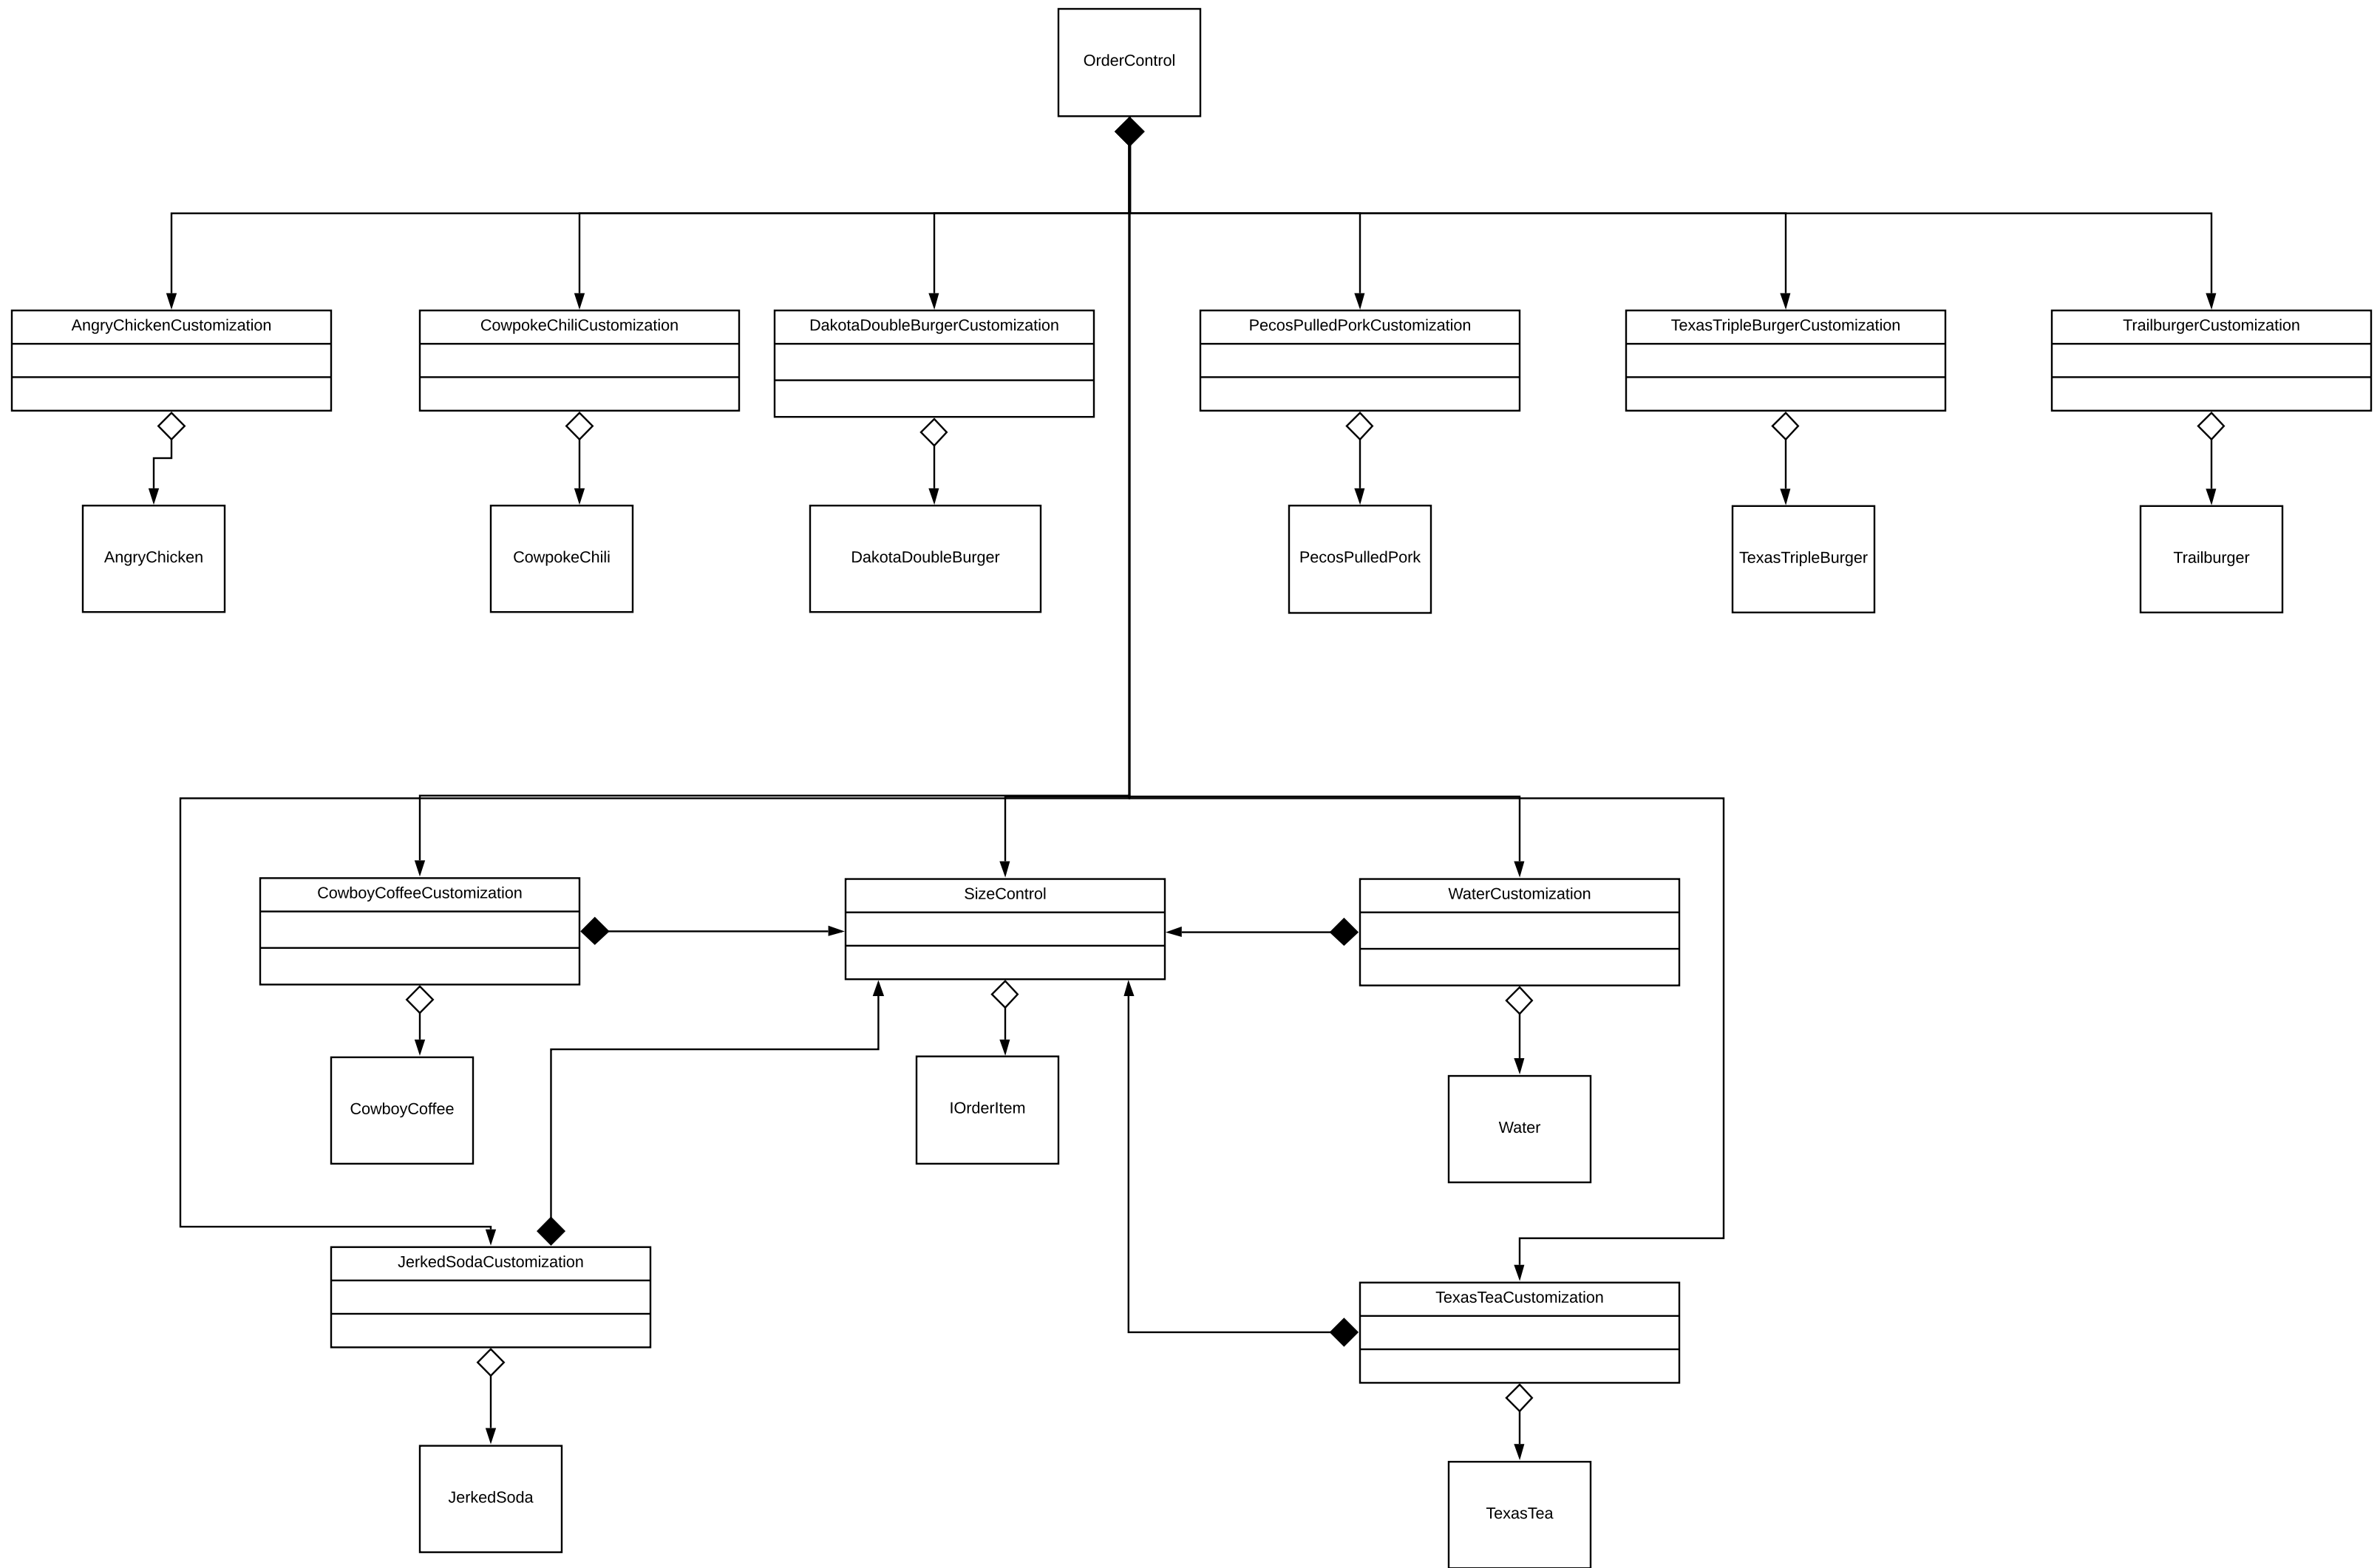 OrderControl
AngryChickenCustomization
CowpokeChiliCustomization
DakotaDoubleBurgerCustomization
PecosPulledPorkCustomization
TexasTripleBurgerCustomization
TrailburgerCustomization
AngryChicken
CowpokeChili
DakotaDoubleBurger
PecosPulledPork
TexasTripleBurger
Trailburger
CowboyCoffeeCustomization
SizeControl
WaterCustomization
CowboyCoffee
IOrderItem
Water
JerkedSodaCustomization
TexasTeaCustomization
JerkedSoda
TexasTea